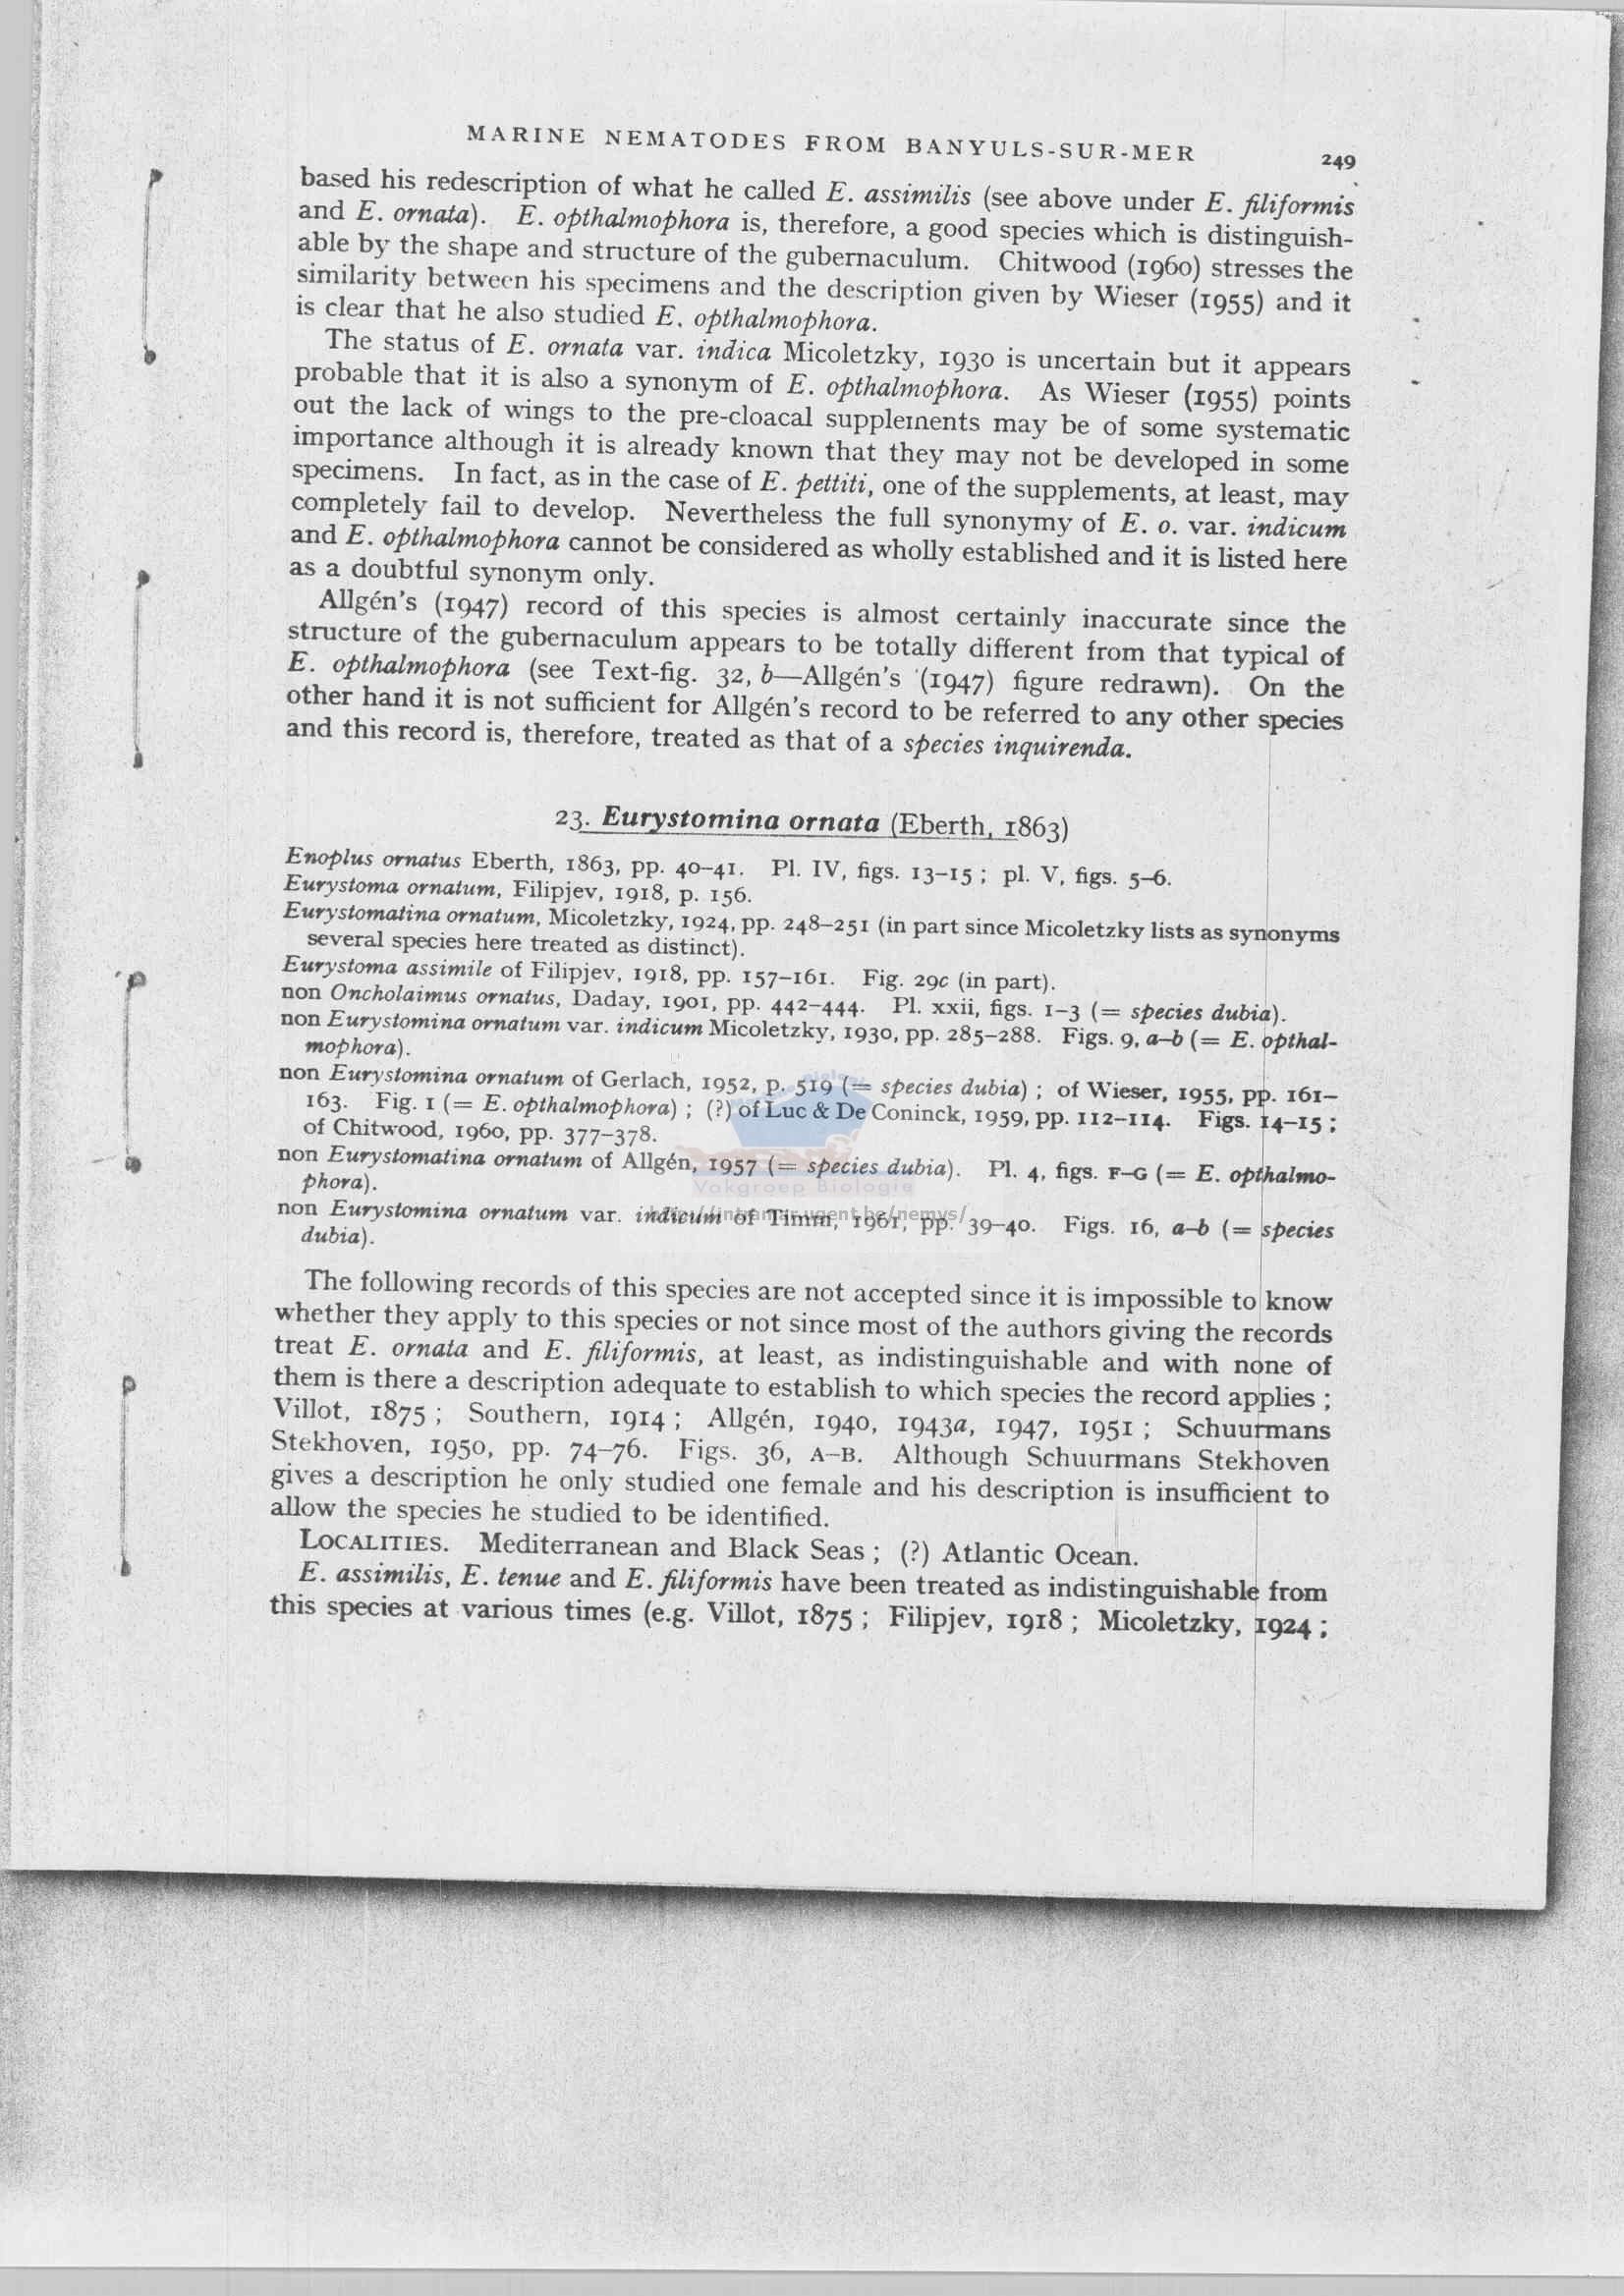 MARINE NEMATODES FROM BANYULS-SUR-MER 249
based his redescription of what he called E. assimilis (see above under E. filiformis
and E. ornata). E. opthalmophora is, therefore, a good species which is distinguish-
able by the shape and structure of the gubernaculum. Chitwood (1960) stresses the
similarity between his specimens and the description given by Wieser (1955) and it
is clear that he also studied E. opthalmophora.
The status of E. ornata var. indica Micoletzky, 1930 is uncertain but it appears
probable that it is also a synonym of E. opthalmophora. As Wieser (1955) points
out the lack of wings to the pre-cloacal supplements may be of some systematic
importance although it is already known that they may not be developed in some
specimens. In fact, as in the case of E. pettiti, one of the supplements, at least, may
completely fail to develop. Nevertheless the full synonymy of E. o. var. indicum
and E. opthalmophora cannot be considered as wholly established and it is listed here
as a doubtful synonym only.
Allgén's (1947) record of this species is almost certainly inaccurate since the
structure of the gubernaculum appears to be totally different from that typical of
E. opthalmophora (see Text-fig. 32, b—Allgén's (1947) figure redrawn). On the
other hand it is not sufficient for Allgén's record to be referred to any other species
and this record is, therefore, treated as that of a species inquirenda.
23. Eurystomina ornata (Eberth, 1863)
Enoplus ornatus Eberth, 1863, pp. 40–41. Pl. IV, figs. 13–15 ; pl. V, figs. 5–6.
Eurystoma ornatum, Filipjev, 1918, p. 156.
Eurystomatina ornatum, Micoletzky, 1924, pp. 248–251 (in part since Micoletzky lists as synonyms
several species here treated as distinct).
Eurystoma assimile of Filipjev, 1918, pp. 157–161. Fig. 29c (in part).
non Oncholaimus ornatus, Daday, 1901, pp. 442–444. Pl. xxii, figs. 1–3 (= species dubia).
non Eurystomina ornatum var. indicum Micoletzky, 1930, pp. 285–288. Figs. 9, a–b (= E. opthal-
mophora).
non Eurystomina ornatum of Gerlach, 1952, p. 519 (= species dubia) ; of Wieser, 1955, pp. 161–
163. Fig. 1 (= E. opthalmophora) ; (?) of Luc & De Coninck, 1959, pp. 112–114. Figs. 14–15 ;
of Chitwood, 1960, pp. 377–378.
non Eurystomatina ornatum of Allgén, 1957 (= species dubia). Pl. 4, figs. F–G (= E. opthalmo-
phora).
Vakgroep Biologie
non Eurystomina ornatum var. indicum of Timm, 1961, pp. 39–40. Figs. 16, a–b (= species
dubia).
The following records of this species are not accepted since it is impossible to know
whether they apply to this species or not since most of the authors giving the records
treat E. ornata and E. filiformis, at least, as indistinguishable and with none of
them is there a description adequate to establish to which species the record applies ;
Villot, 1875 ; Southern, 1914 ; Allgén, 1940, 1943a, 1947, 1951 ; Schuurmans
Stekhoven, 1950, pp. 74–76. Figs. 36, A–B. Although Schuurmans Stekhoven
gives a description he only studied one female and his description is insufficient to
allow the species he studied to be identified.
LOCALITIES. Mediterranean and Black Seas ; (?) Atlantic Ocean.
E. assimilis, E. tenue and E. filiformis have been treated as indistinguishable from
this species at various times (e.g. Villot, 1875 ; Filipjev, 1918 ; Micoletzky, 1924 ;